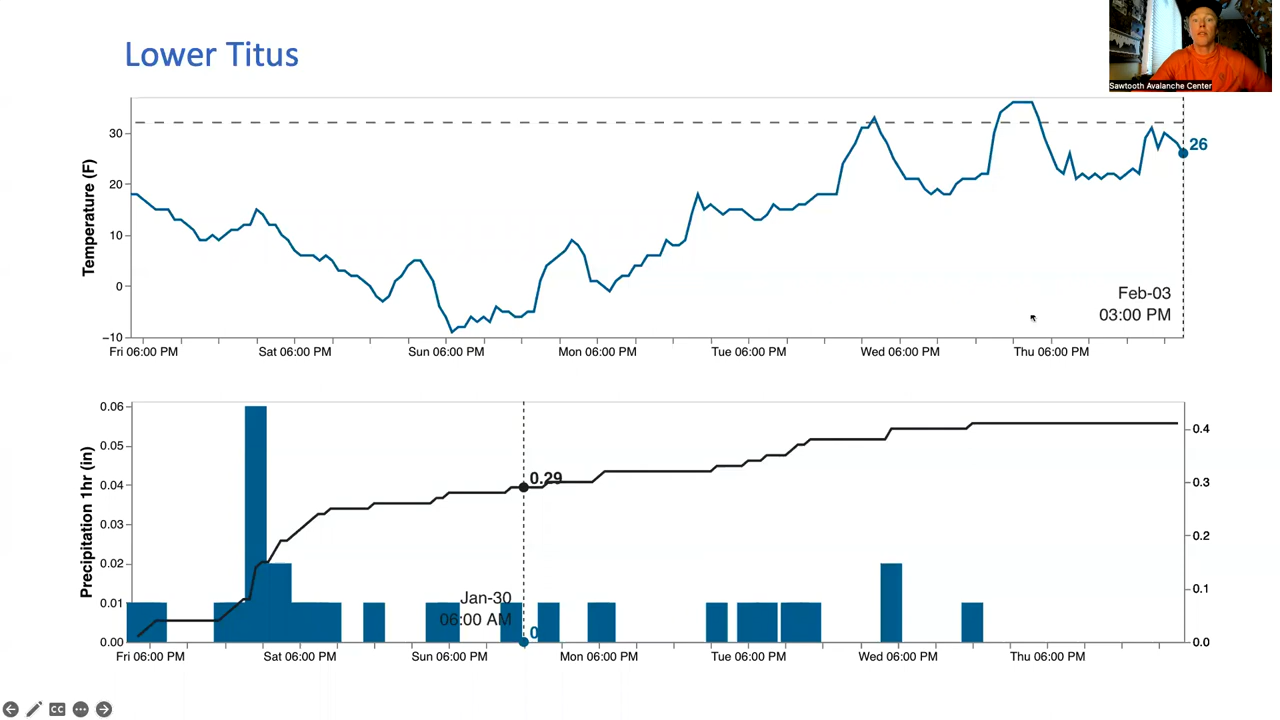 Lower Titus
Sawtooth Avalanche Center
Temperature (F)
30
20
10
0
−10
26
Feb-03
03:00 PM
Fri 06:00 PM
Sat 06:00 PM
Sun 06:00 PM
Mon 06:00 PM
Tue 06:00 PM
Wed 06:00 PM
Thu 06:00 PM
Precipitation 1hr (in)
0.06
0.05
0.04
0.03
0.02
0.01
0.00
0.29
Jan-30
06:00 AM
0
0.4
0.3
0.2
0.1
0.0
Fri 06:00 PM
Sat 06:00 PM
Sun 06:00 PM
Mon 06:00 PM
Tue 06:00 PM
Wed 06:00 PM
Thu 06:00 PM
CC